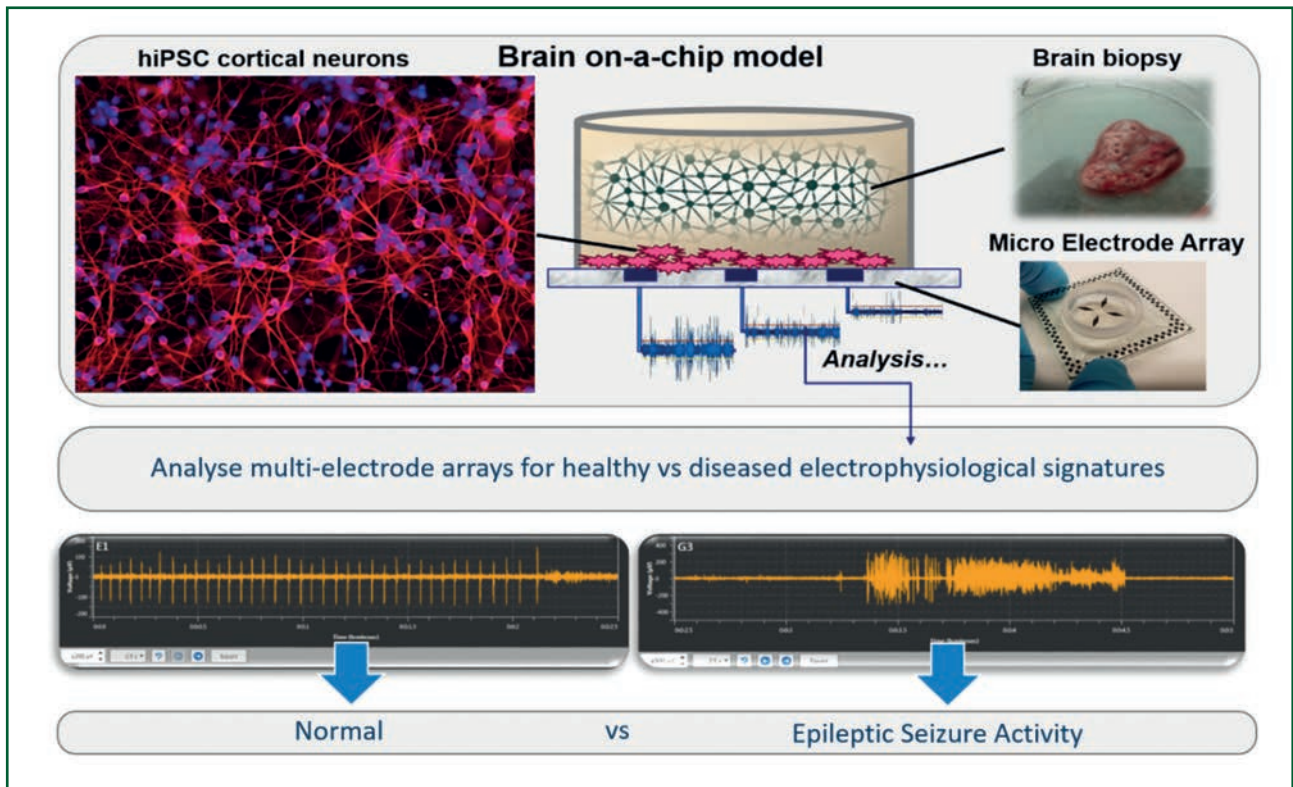 Brain on-a-chip model
hiPSC cortical neurons
Brain biopsy
Micro Electrode Array
Analysis...
Analyse multi-electrode arrays for healthy vs diseased electrophysiological signatures
E1
G3
Normal
vs
Epileptic Seizure Activity